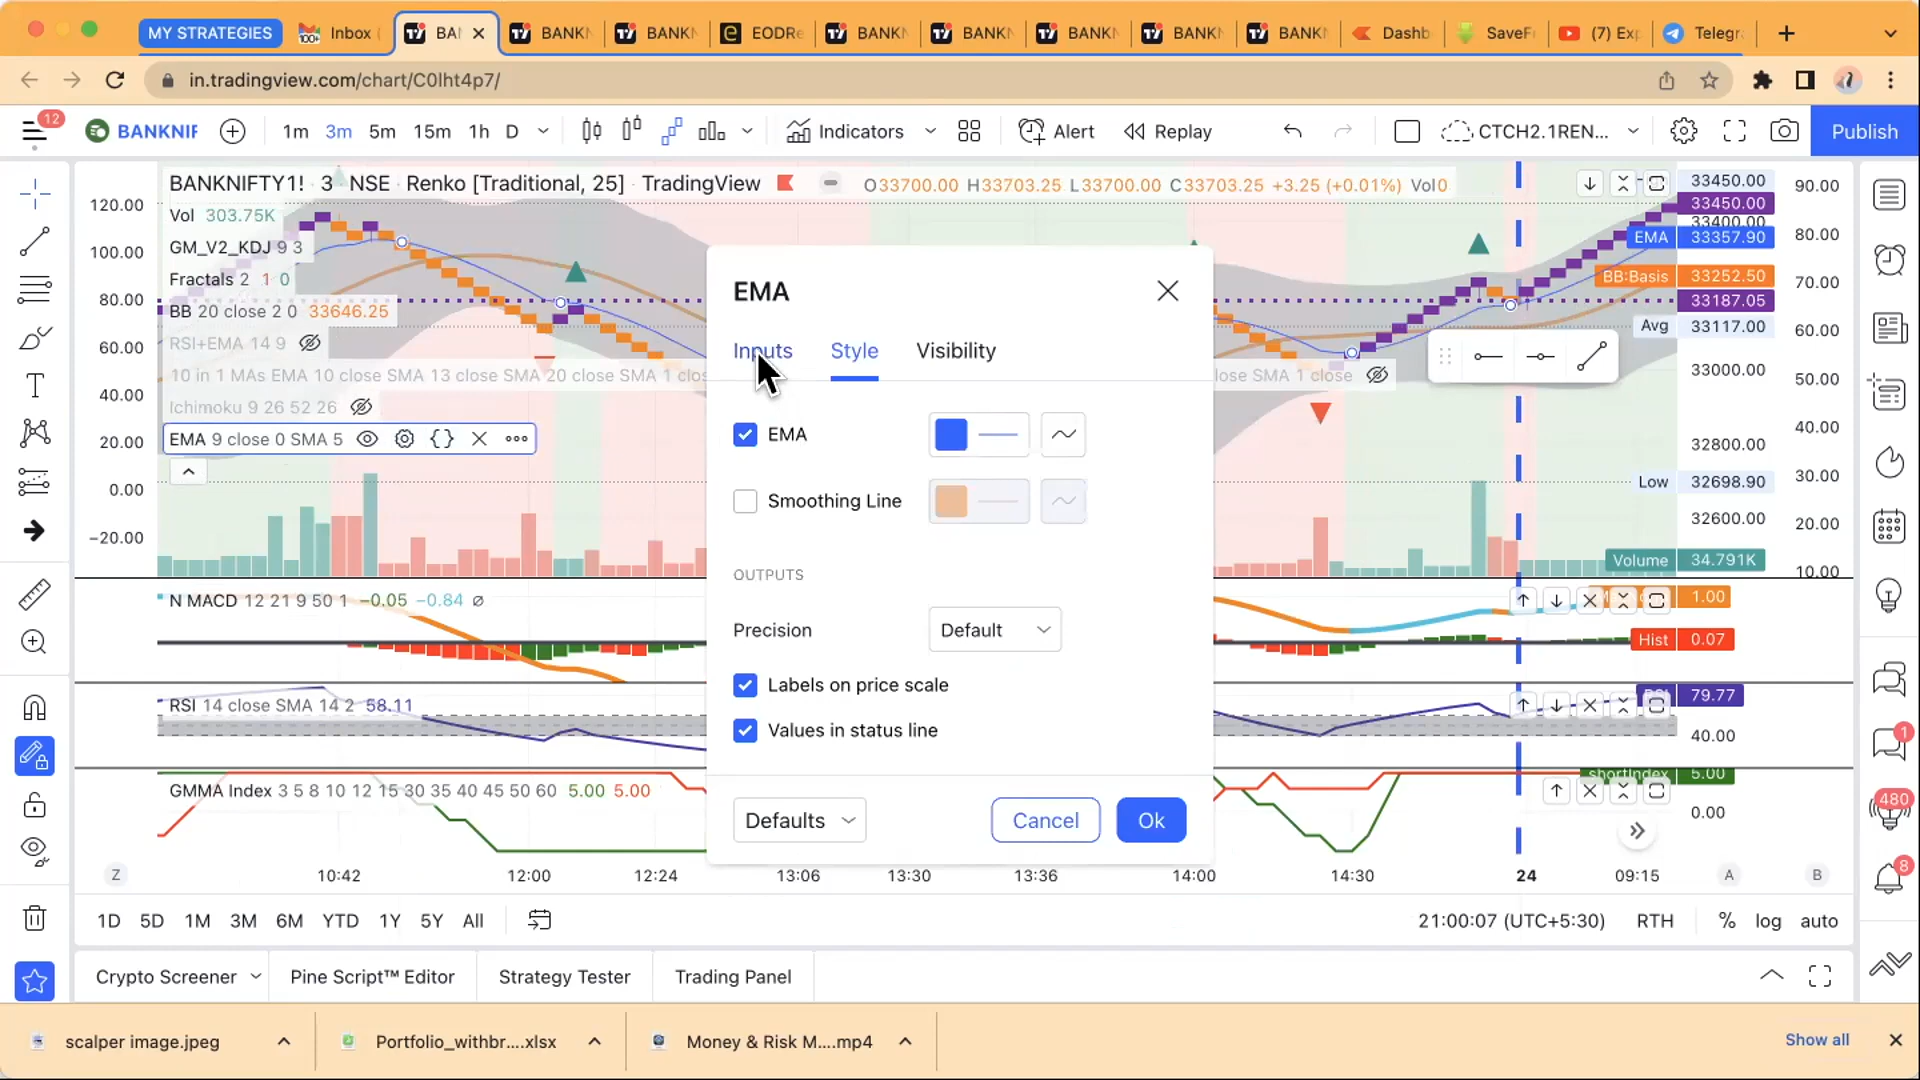 MY STRATEGIES
Inbox
BAN
BANKN
BANKN
EODRe
BANKN
BANKN
BANKN
BANKN
BANKN
Dashb
SaveF
(7) Exp
Telegr
in.tradingview.com/chart/C0lht4p7/
12
BANKNIF
1m 3m 5m 15m 1h D
Indicators
Alert
Replay
CTCH2.1REN...
Publish
BANKNIFTY1! · 3 · NSE · Renko [Traditional, 25] · TradingView
O33700.00 H33703.25 L33700.00 C33703.25 +3.25 (+0.01%) Vol0
Vol 303.75K
GM_V2_KDJ 9 3
Fractals 2 1 0
BB 20 close 2 0 33646.25
RSI+EMA 14 9
10 in 1 MAs EMA 10 close SMA 13 close SMA 20 close SMA 1 clos
lose SMA 1 close
Ichimoku 9 26 52 26
EMA 9 close 0 SMA 5
120.00
100.00
80.00
60.00
40.00
20.00
0.00
−20.00
33450.00
33450.00
33400.00
EMA 33357.90
BB:Basis 33252.50
33187.05
Avg 33117.00
33000.00
32800.00
Low 32698.90
32600.00
Volume 34.791K
90.00
80.00
70.00
60.00
50.00
40.00
30.00
20.00
10.00
EMA
Inputs
Style
Visibility
EMA
Smoothing Line
OUTPUTS
Precision
Default
Labels on price scale
Values in status line
Defaults
Cancel
Ok
N MACD 12 21 9 50 1 −0.05 −0.84 ∅
1.00
Hist 0.07
RSI 14 close SMA 14 2 58.11
79.77
40.00
GMMA Index 3 5 8 10 12 15 30 35 40 45 50 60 5.00 5.00
shortIndex 5.00
0.00
Z
10:42 12:00 12:24 13:06 13:30 13:36 14:00 14:30 24 09:15
A
B
1D 5D 1M 3M 6M YTD 1Y 5Y All
21:00:07 (UTC+5:30) RTH % log auto
Crypto Screener
Pine Script™ Editor
Strategy Tester
Trading Panel
1
480
8
scalper image.jpeg
Portfolio_withbr....xlsx
Money & Risk M....mp4
Show all